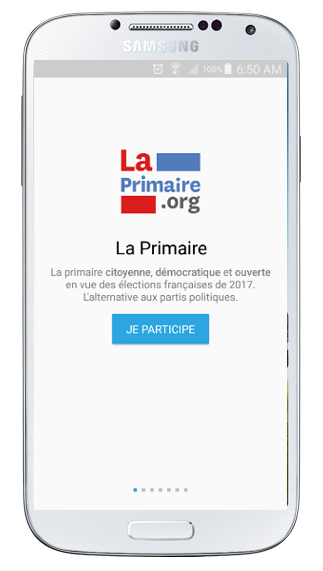 SAMSUNG
100% 6:50 AM
La
Primaire
.org
La Primaire
La primaire citoyenne, démocratique et ouverte
en vue des élections françaises de 2017.
L'alternative aux partis politiques.
JE PARTICIPE